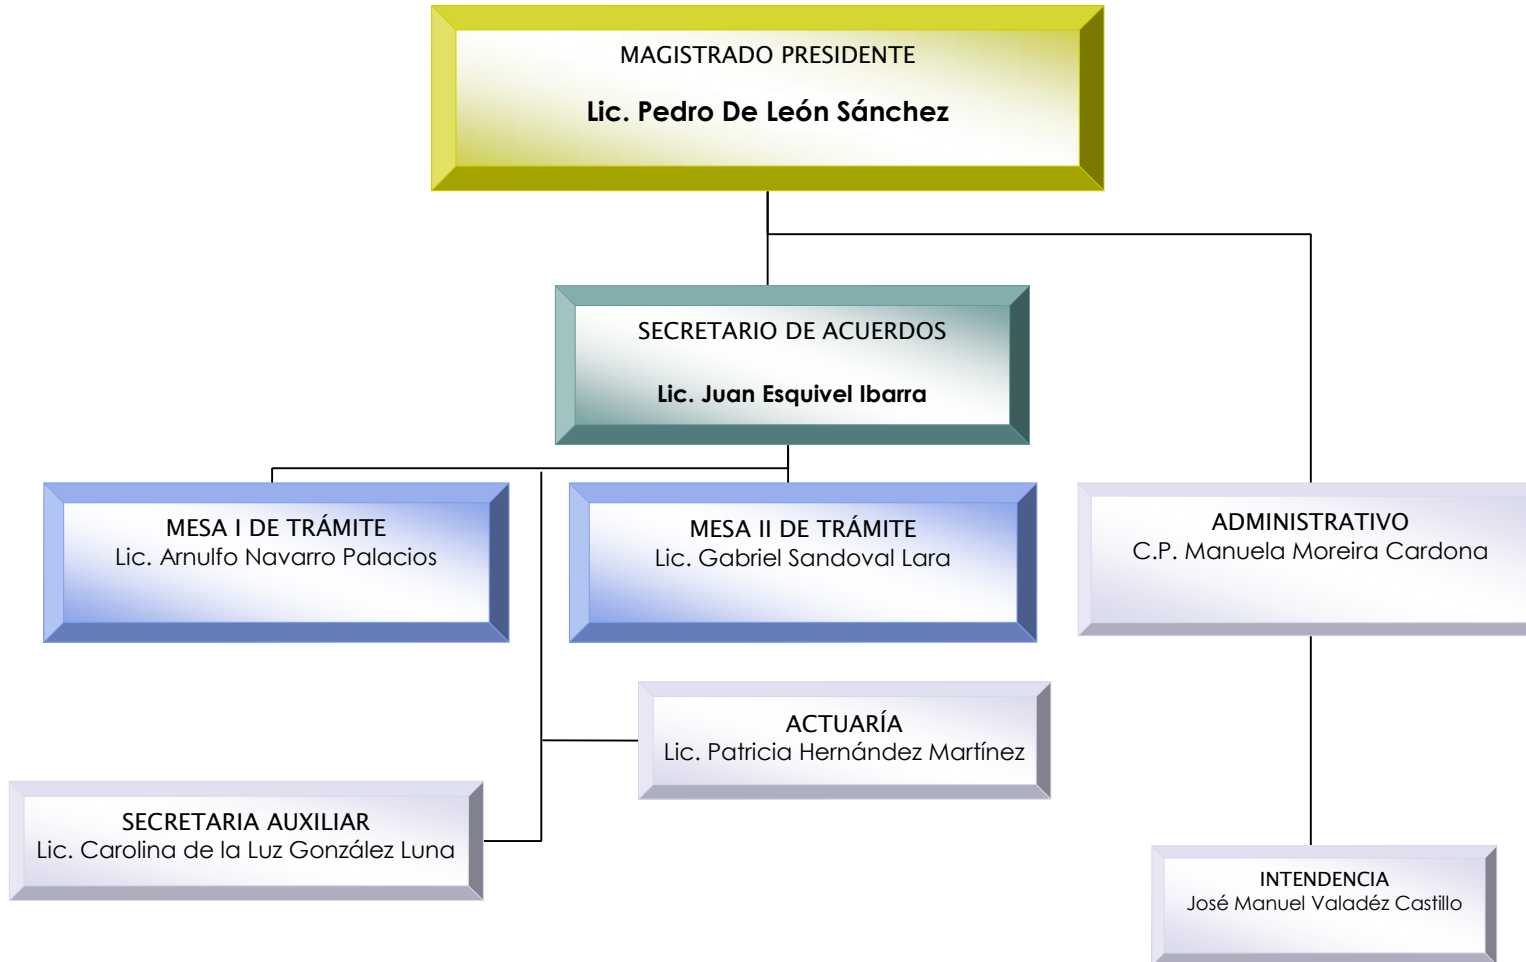 MAGISTRADO PRESIDENTE
Lic. Pedro De León Sánchez
SECRETARIO DE ACUERDOS
Lic. Juan Esquivel Ibarra
MESA I DE TRÁMITE
Lic. Arnulfo Navarro Palacios
MESA II DE TRÁMITE
Lic. Gabriel Sandoval Lara
ADMINISTRATIVO
C.P. Manuela Moreira Cardona
ACTUARÍA
Lic. Patricia Hernández Martínez
SECRETARIA AUXILIAR
Lic. Carolina de la Luz González Luna
INTENDENCIA
José Manuel Valadéz Castillo